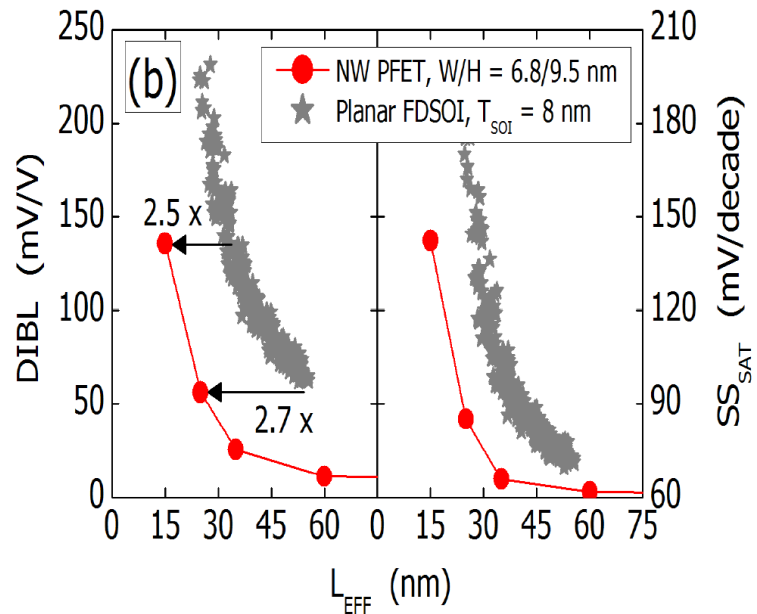 (b)
NW PFET, W/H = 6.8/9.5 nm
Planar FDSOI, T_SOI = 8 nm
2.5 x
2.7 x
DIBL (mV/V)
250
200
150
100
50
0
SS_SAT (mV/decade)
210
180
150
120
90
60
0 15 30 45 60 0 15 30 45 60 75
L_EFF (nm)